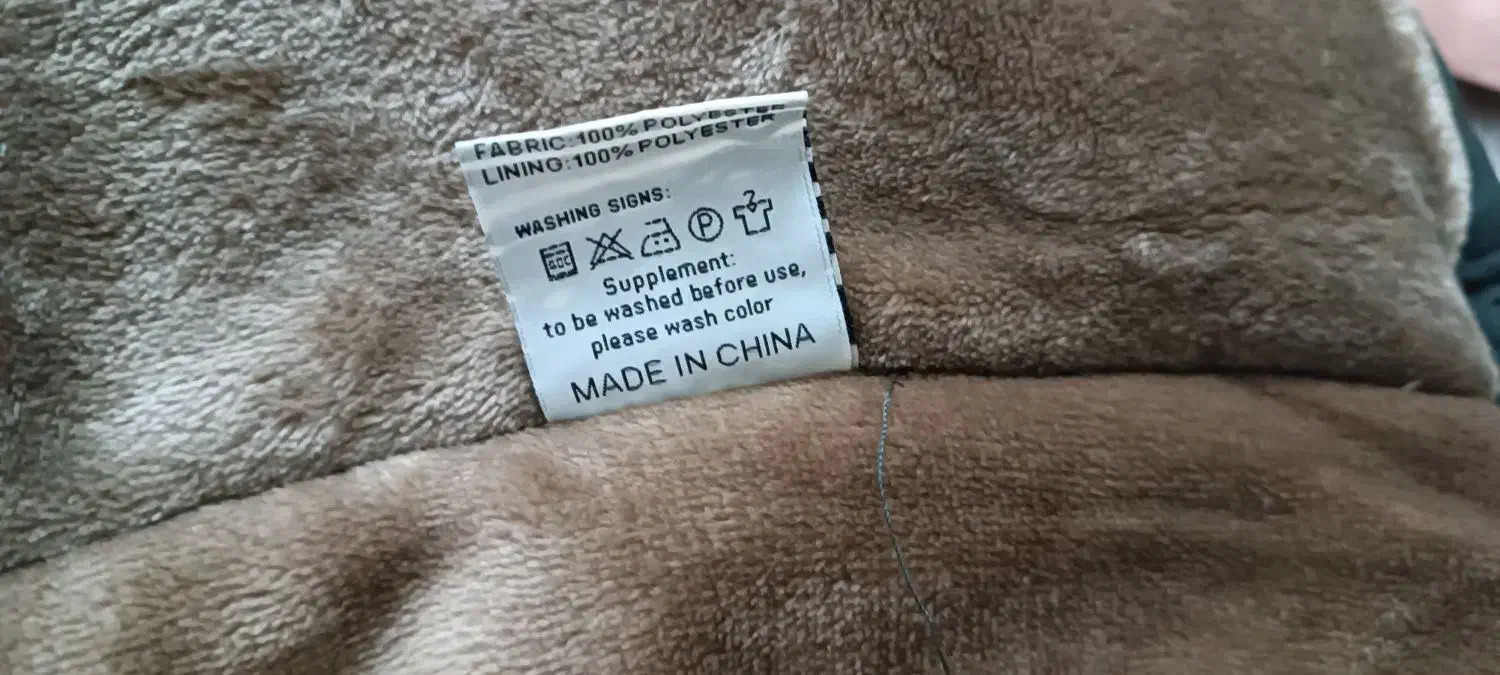 FABRIC:100% POLYESTER
LINING:100% POLYESTER
WASHING SIGNS:
P
Supplement:
to be washed before use,
please wash color
MADE IN CHINA